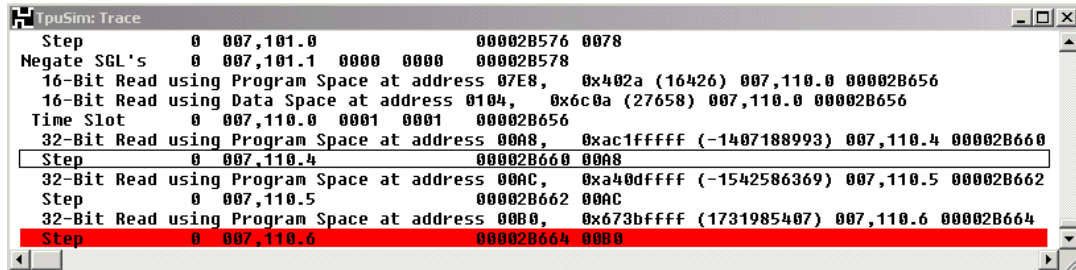 TpuSim: Trace
Step 0 007,101.0 00002B576 0078
Negate SGL's 0 007,101.1 0000 0000 00002B578
16-Bit Read using Program Space at address 07E8, 0x402a (16426) 007,110.0 00002B656
16-Bit Read using Data Space at address 0104, 0x6c0a (27658) 007,110.0 00002B656
Time Slot 0 007,110.0 0001 0001 00002B656
32-Bit Read using Program Space at address 00A8, 0xac1fffff (-1407188993) 007,110.4 00002B660
Step 0 007,110.4 00002B660 00A8
32-Bit Read using Program Space at address 00AC, 0xa40dffff (-1542586369) 007,110.5 00002B662
Step 0 007,110.5 00002B662 00AC
32-Bit Read using Program Space at address 00B0, 0x673bffff (1731985407) 007,110.6 00002B664
Step 0 007,110.6 00002B664 00B0